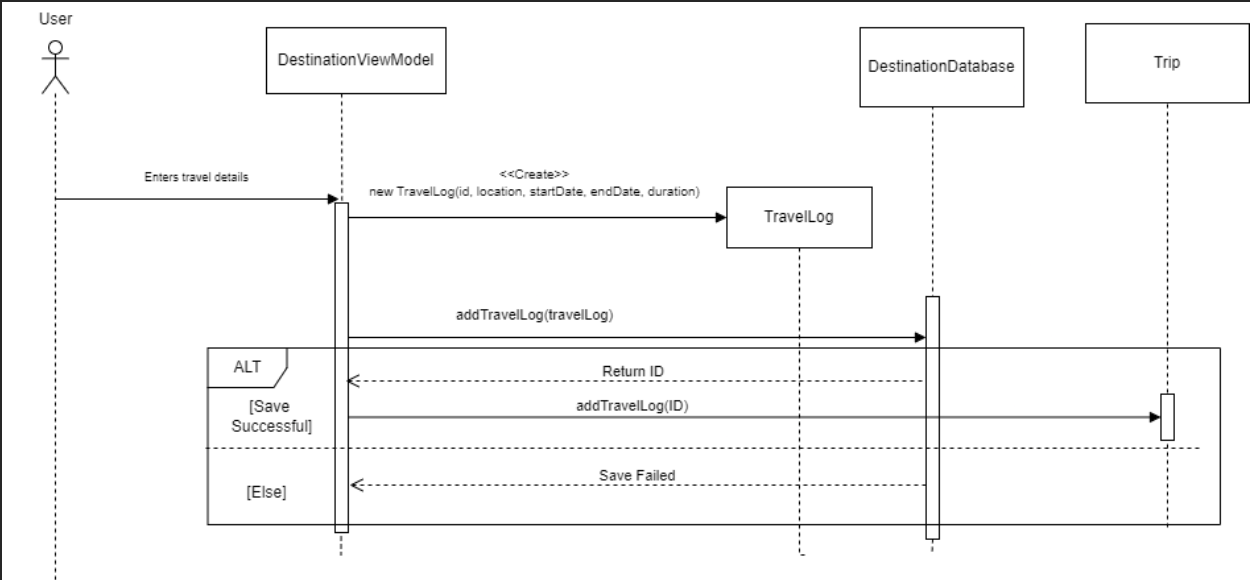 User
DestinationViewModel
DestinationDatabase
Trip
Enters travel details
<<Create>>
new TravelLog(id, location, startDate, endDate, duration)
TravelLog
addTravelLog(travelLog)
ALT
Return ID
[Save
Successful]
addTravelLog(ID)
Save Failed
[Else]